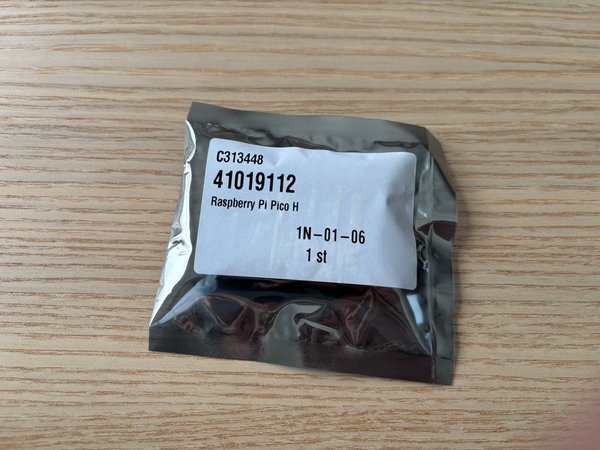 C313448
41019112
Raspberry Pi Pico H
1N-01-06
1 st